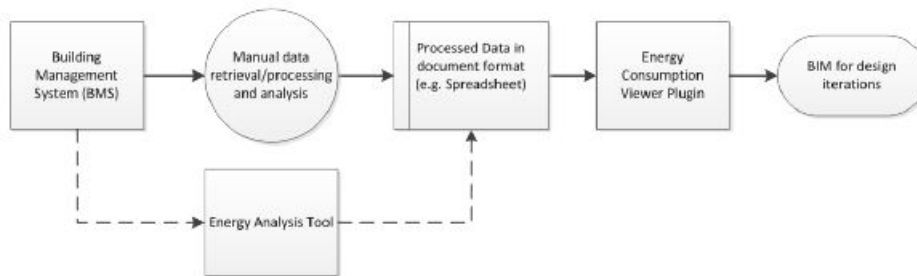 Building
Management
System (BMS)
Manual data
retrieval/processing
and analysis
Processed Data in
document format
(e.g. Spreadsheet)
Energy
Consumption
Viewer Plugin
BIM for design
iterations
Energy Analysis Tool